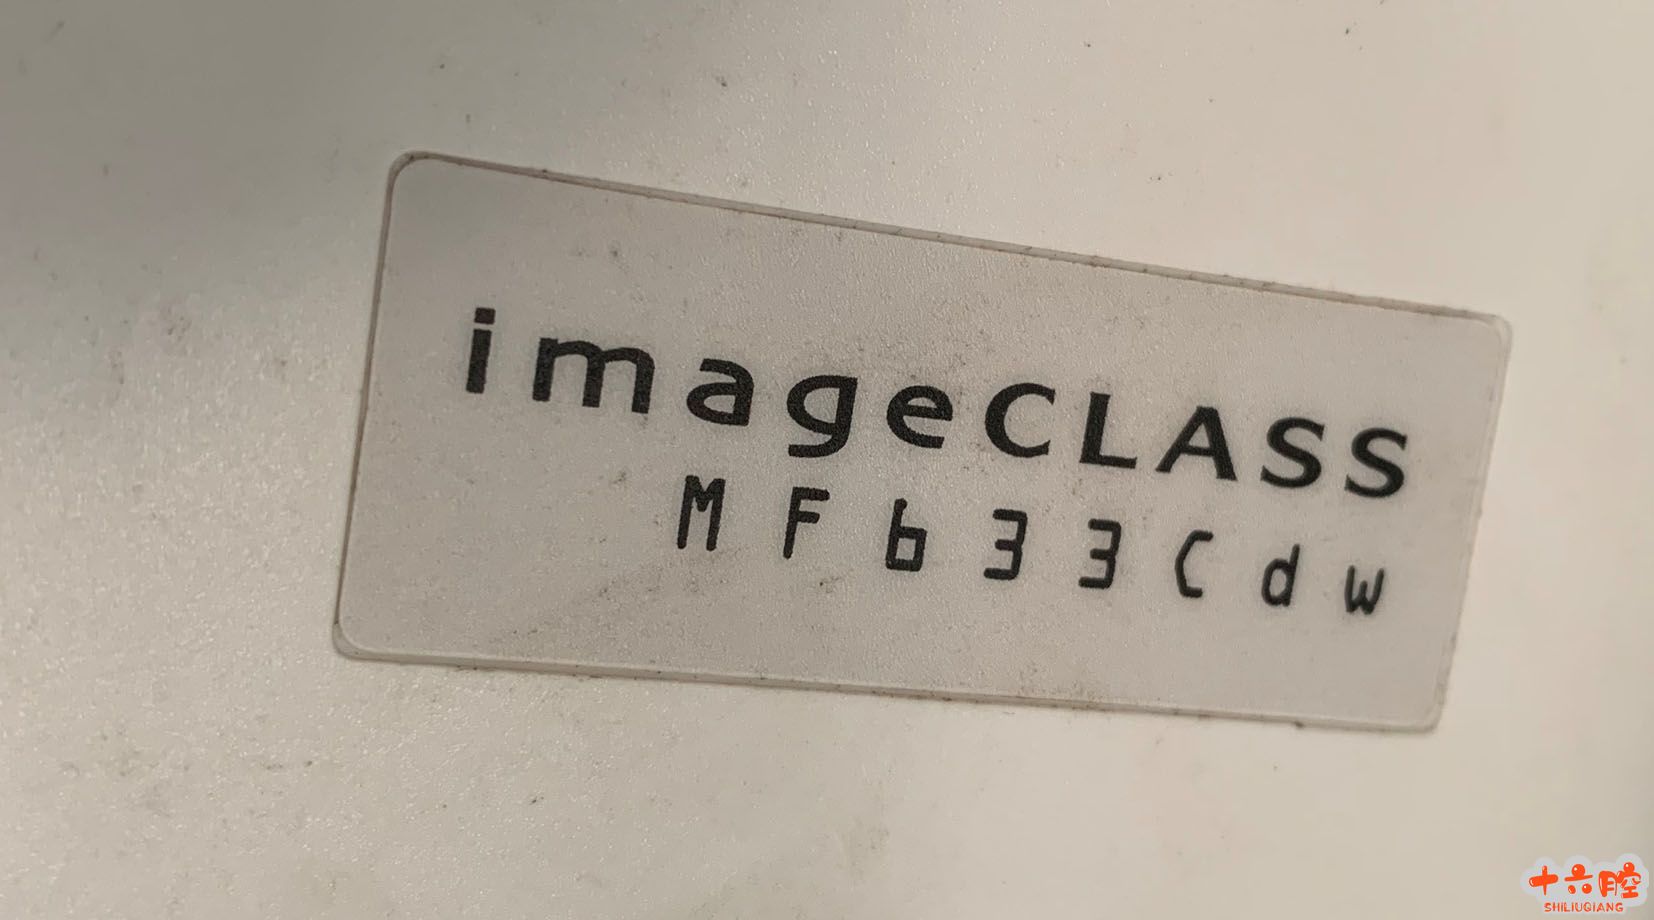 imageCLASS
MF633Cdw
十六腔
SHILIUQIANG